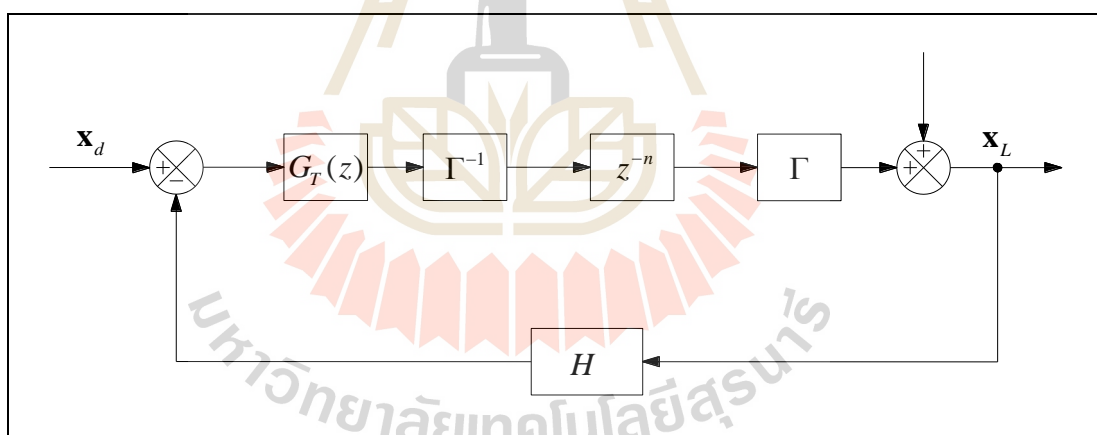 x_d
+
−
G_T(z)
Γ^{-1}
z^{-n}
Γ
+
+
x_L
H
มหาวิทยาลัยเทคโนโลยีสุรนารี